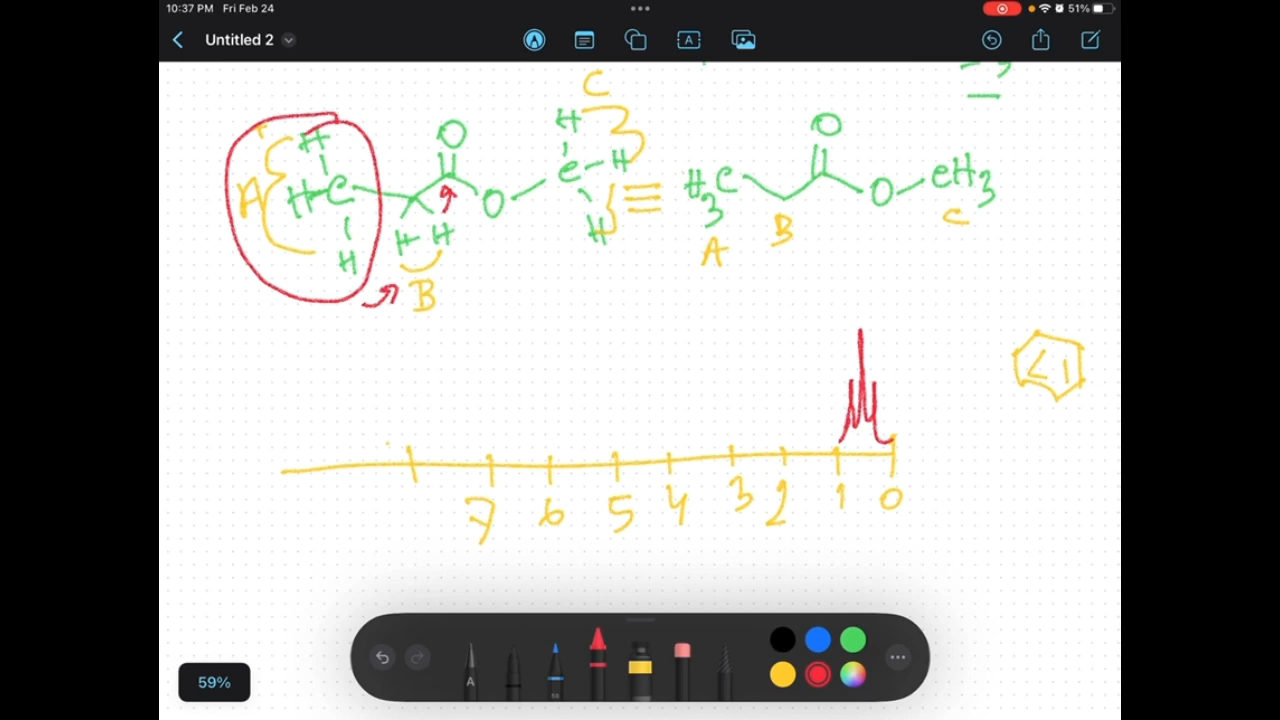 10:37 PM Fri Feb 24
51%
Untitled 2
C
H O H
H C C H H3C O CH3
A H O H
H H H B C
H A
B
<1
7 6 5 4 3 2 1 0
A
59%